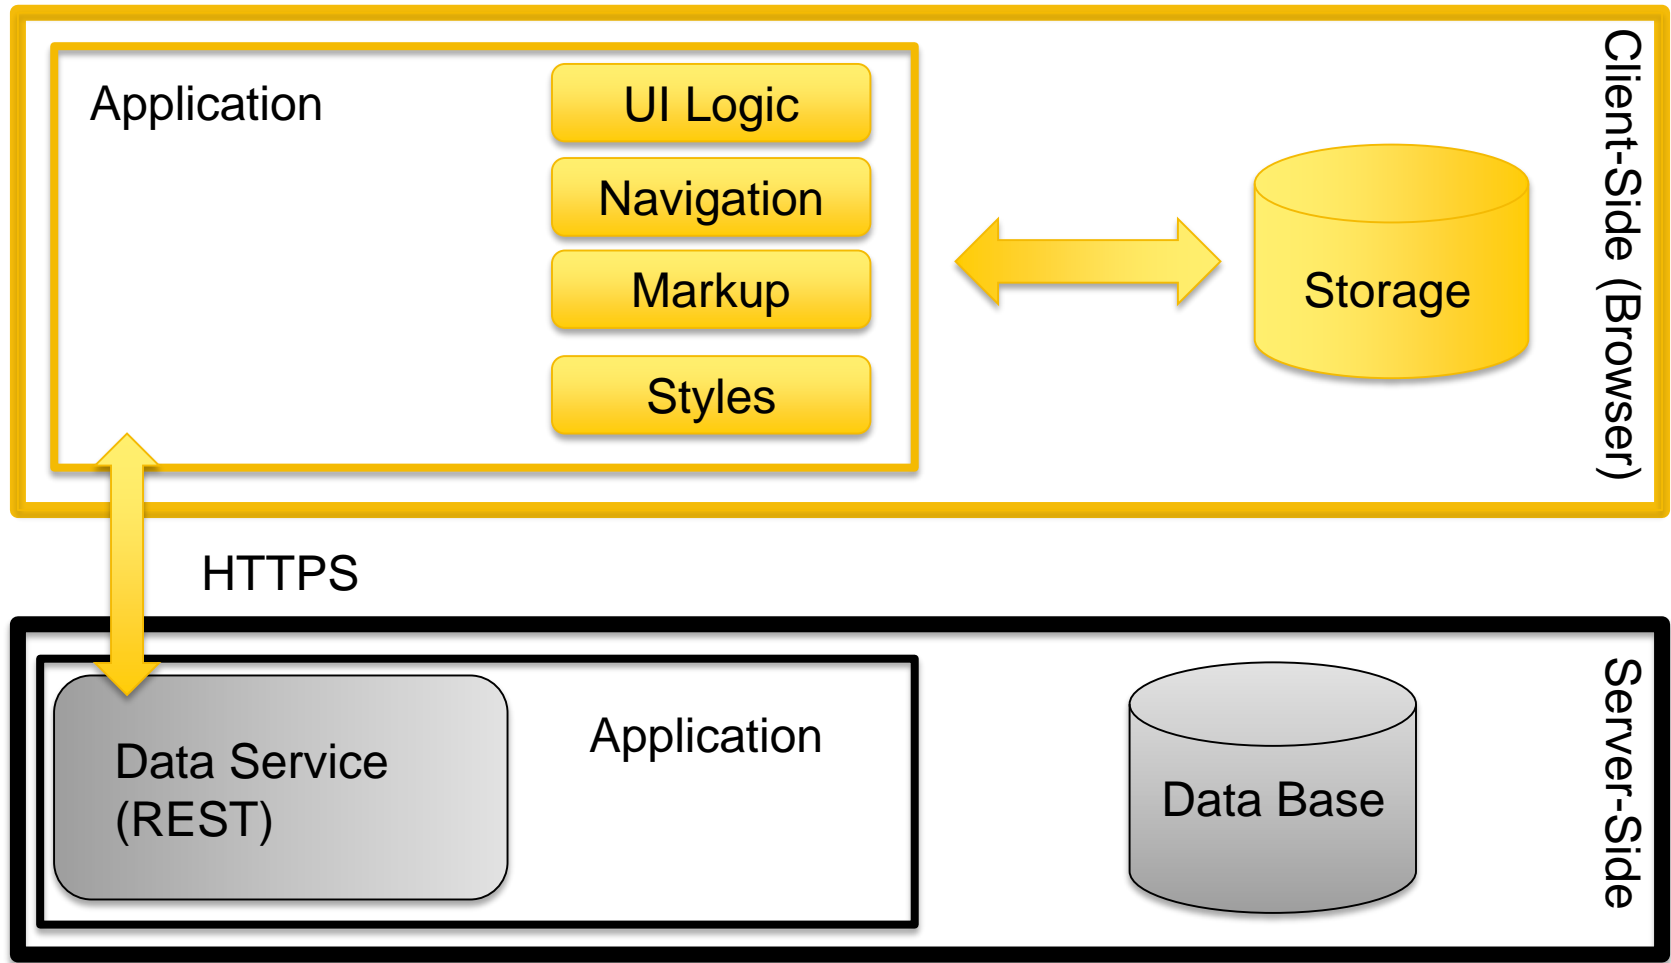 Application
UI Logic
Navigation
Markup
Styles
Storage
Client-Side (Browser)
HTTPS
Data Service
(REST)
Application
Data Base
Server-Side